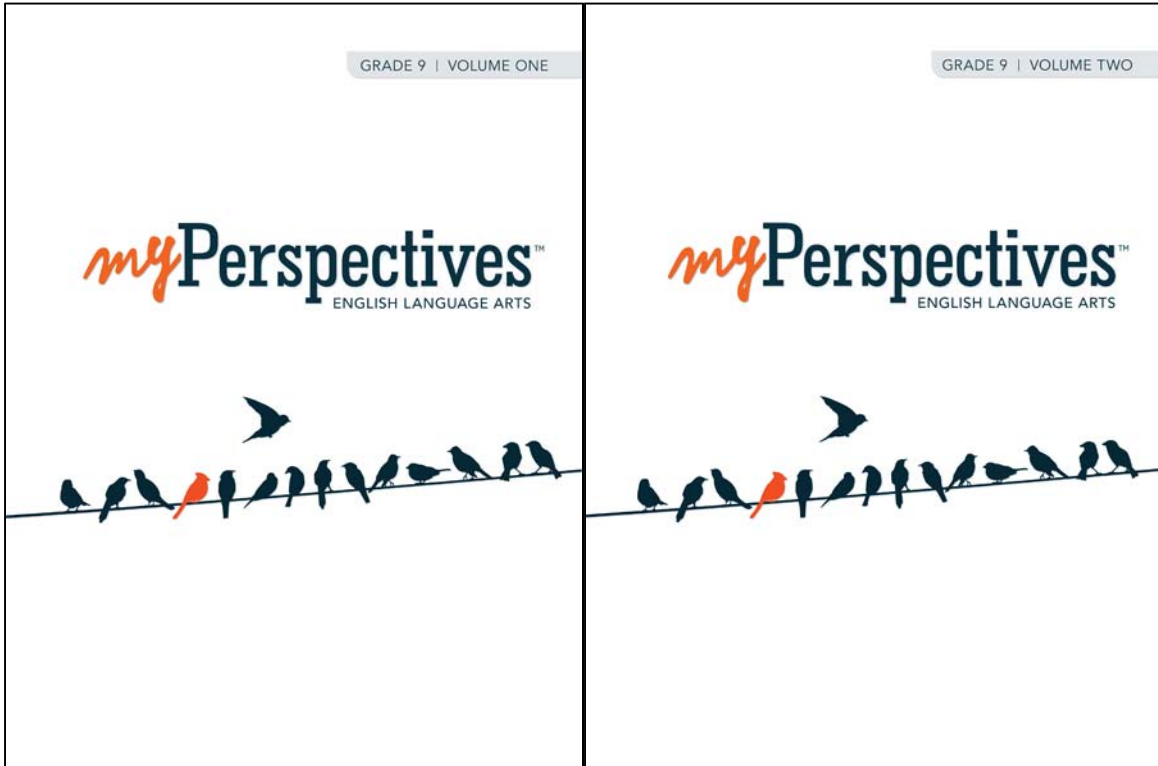 GRADE 9 | VOLUME ONE
myPerspectives™
ENGLISH LANGUAGE ARTS
GRADE 9 | VOLUME TWO
myPerspectives™
ENGLISH LANGUAGE ARTS